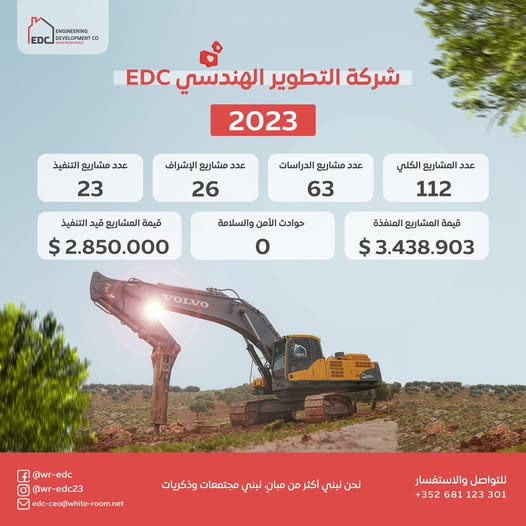 EDC
ENGINEERING
DEVELOPMENT CO
شركة التطوير الهندسي EDC
2023
عدد المشاريع الكلي
112
عدد مشاريع الدراسات
63
عدد مشاريع الإشراف
26
عدد مشاريع التنفيذ
23
قيمة المشاريع المنفذة
$ 3.438.903
حوادث الأمن والسلامة
0
قيمة المشاريع قيد التنفيذ
$ 2.850.000
VOLVO
EDC
للتواصل والاستفسار
+352 681 123 301
نحن نبني أكثر من مبانٍ، نبني مجتمعات وذكريات
@wr-edc
@wr-edc23
edc-ceo@white-room.net